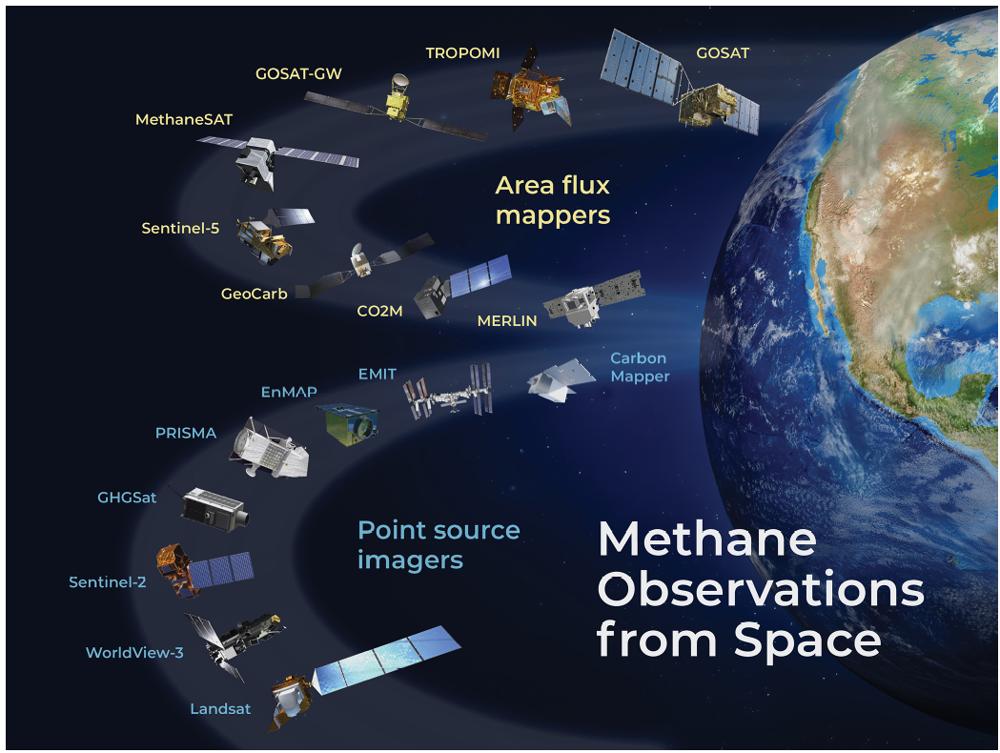 TROPOMI
GOSAT
GOSAT-GW
MethaneSAT
Area flux
mappers
Sentinel-5
GeoCarb
CO2M
MERLIN
Carbon
Mapper
EMIT
EnMAP
PRISMA
GHGSat
Point source
imagers
Methane
Observations
from Space
Sentinel-2
WorldView-3
Landsat